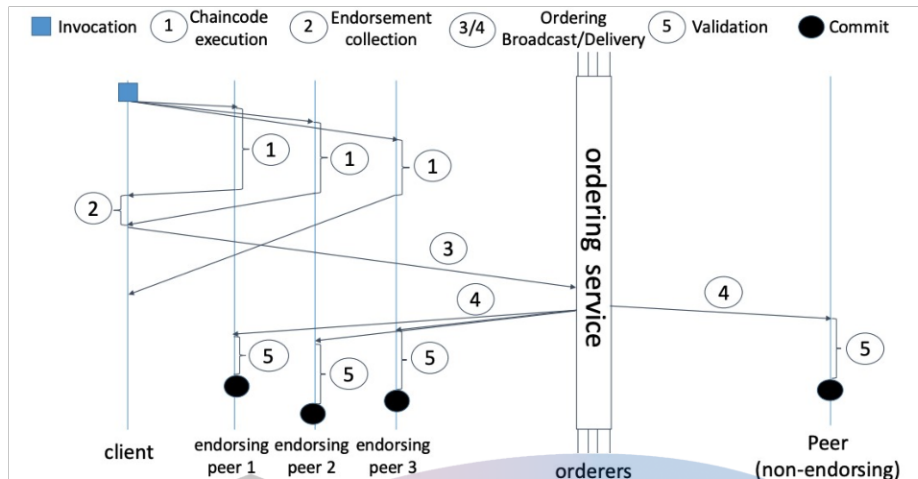 Invocation
1 Chaincode
execution
2 Endorsement
collection
3/4 Ordering
Broadcast/Delivery
5 Validation
Commit
1
1
1
2
3
4
4
5
5
5
5
ordering service
client
endorsing
peer 1
endorsing
peer 2
endorsing
peer 3
orderers
Peer
(non-endorsing)